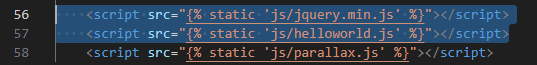 56 <script src="{% static 'js/jquery.min.js' %}"></script>
57 <script src="{% static 'js/helloworld.js' %}"></script>
58 <script src="{% static 'js/parallax.js' %}"></script>